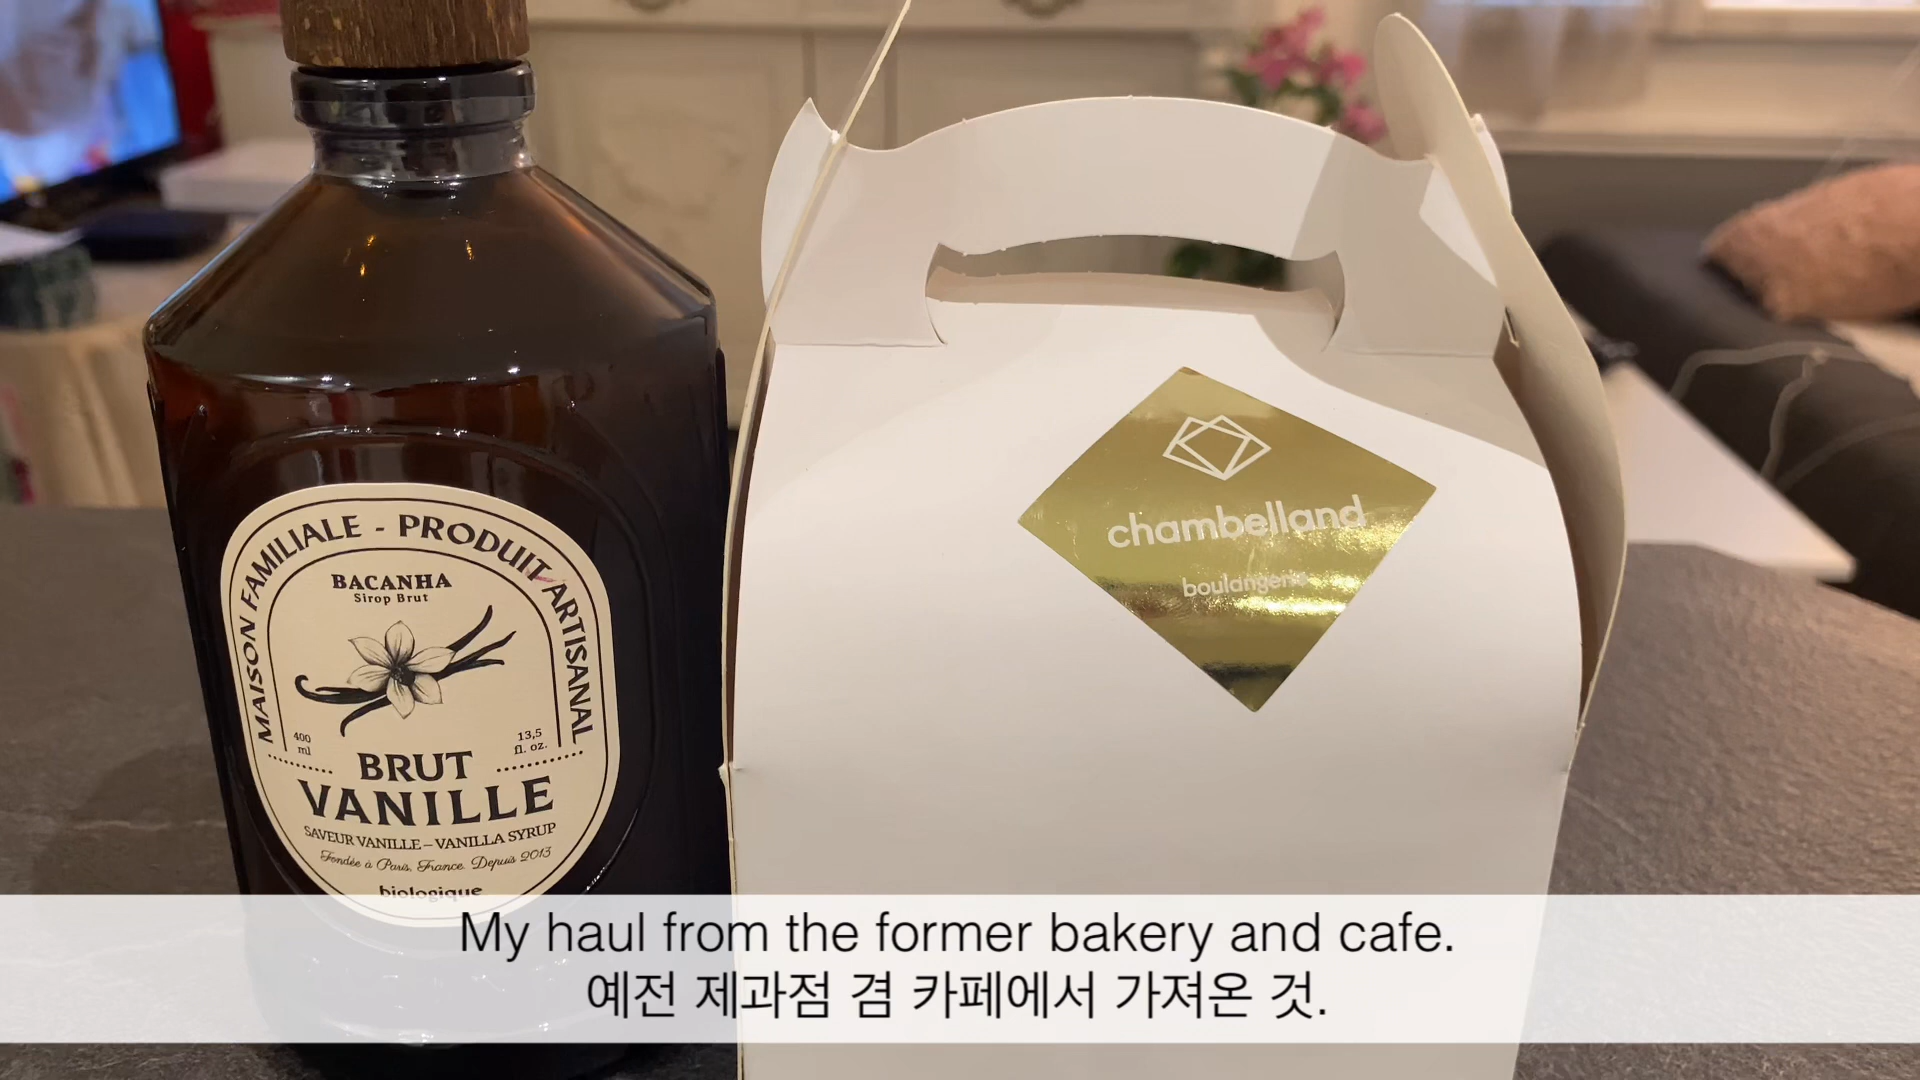 MAISON FAMILIALE - PRODUIT ARTISANAL
BACANHA
Sirop Brut
400 ml
13,5 fl. oz.
BRUT
VANILLE
SAVEUR VANILLE – VANILLA SYRUP
Fondée à Paris, France. Depuis 2013
biologique
chambelland
boulangerie
My haul from the former bakery and cafe.
예전 제과점 겸 카페에서 가져온 것.